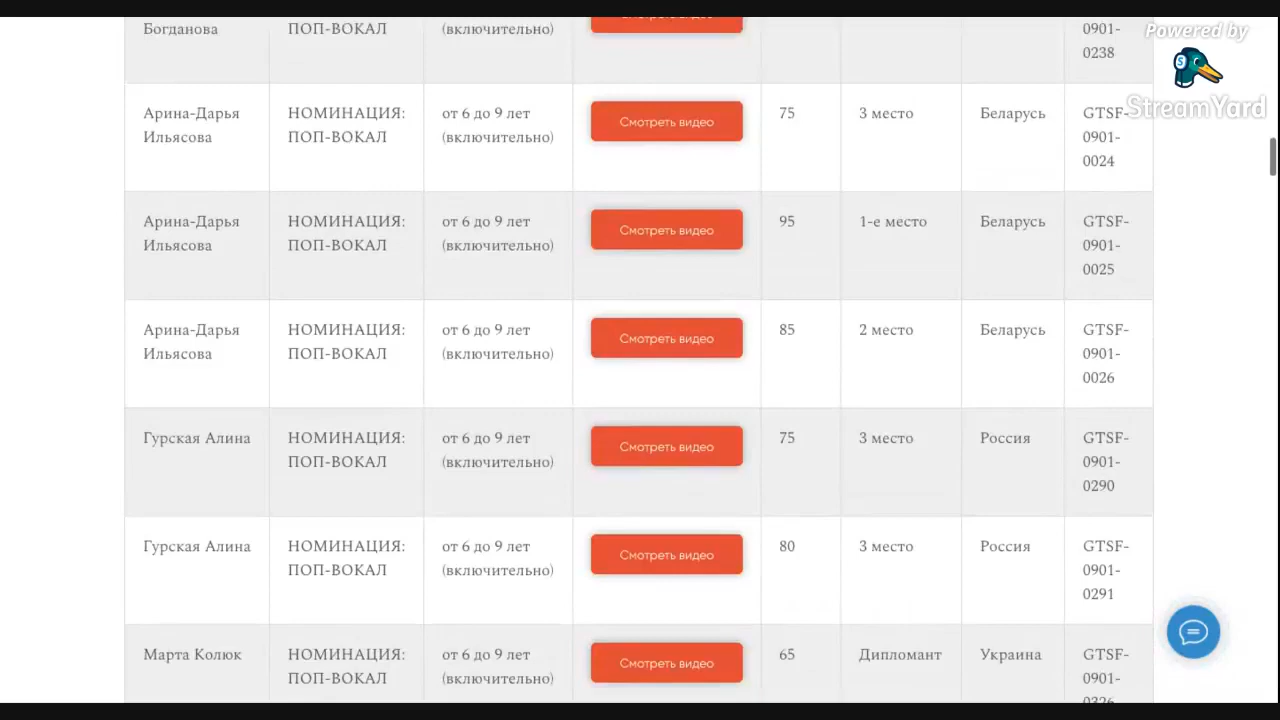 Богданова ПОП-ВОКАЛ (включительно) 0901-
0238
Powered by
StreamYard
Арина-Дарья НОМИНАЦИЯ: от 6 до 9 лет Смотреть видео 75 3 место Беларусь GTSF-
Ильясова ПОП-ВОКАЛ (включительно) 0901-
0024
Арина-Дарья НОМИНАЦИЯ: от 6 до 9 лет Смотреть видео 95 1-е место Беларусь GTSF-
Ильясова ПОП-ВОКАЛ (включительно) 0901-
0025
Арина-Дарья НОМИНАЦИЯ: от 6 до 9 лет Смотреть видео 85 2 место Беларусь GTSF-
Ильясова ПОП-ВОКАЛ (включительно) 0901-
0026
Гурская Алина НОМИНАЦИЯ: от 6 до 9 лет Смотреть видео 75 3 место Россия GTSF-
ПОП-ВОКАЛ (включительно) 0901-
0290
Гурская Алина НОМИНАЦИЯ: от 6 до 9 лет Смотреть видео 80 3 место Россия GTSF-
ПОП-ВОКАЛ (включительно) 0901-
0291
Марта Колюк НОМИНАЦИЯ: от 6 до 9 лет Смотреть видео 65 Дипломант Украина GTSF-
ПОП-ВОКАЛ (включительно) 0901-